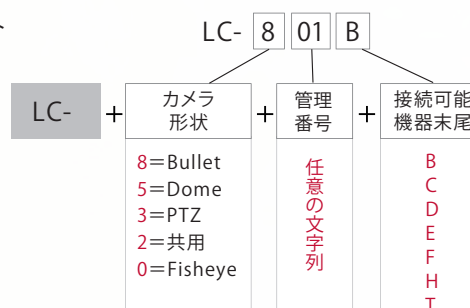 LC- 8 01 B
LC- + カメラ形状 + 管理番号 + 接続可能機器末尾
8=Bullet
5=Dome
3=PTZ
2=共用
0=Fisheye
任意の文字列
B
C
D
E
F
H
T